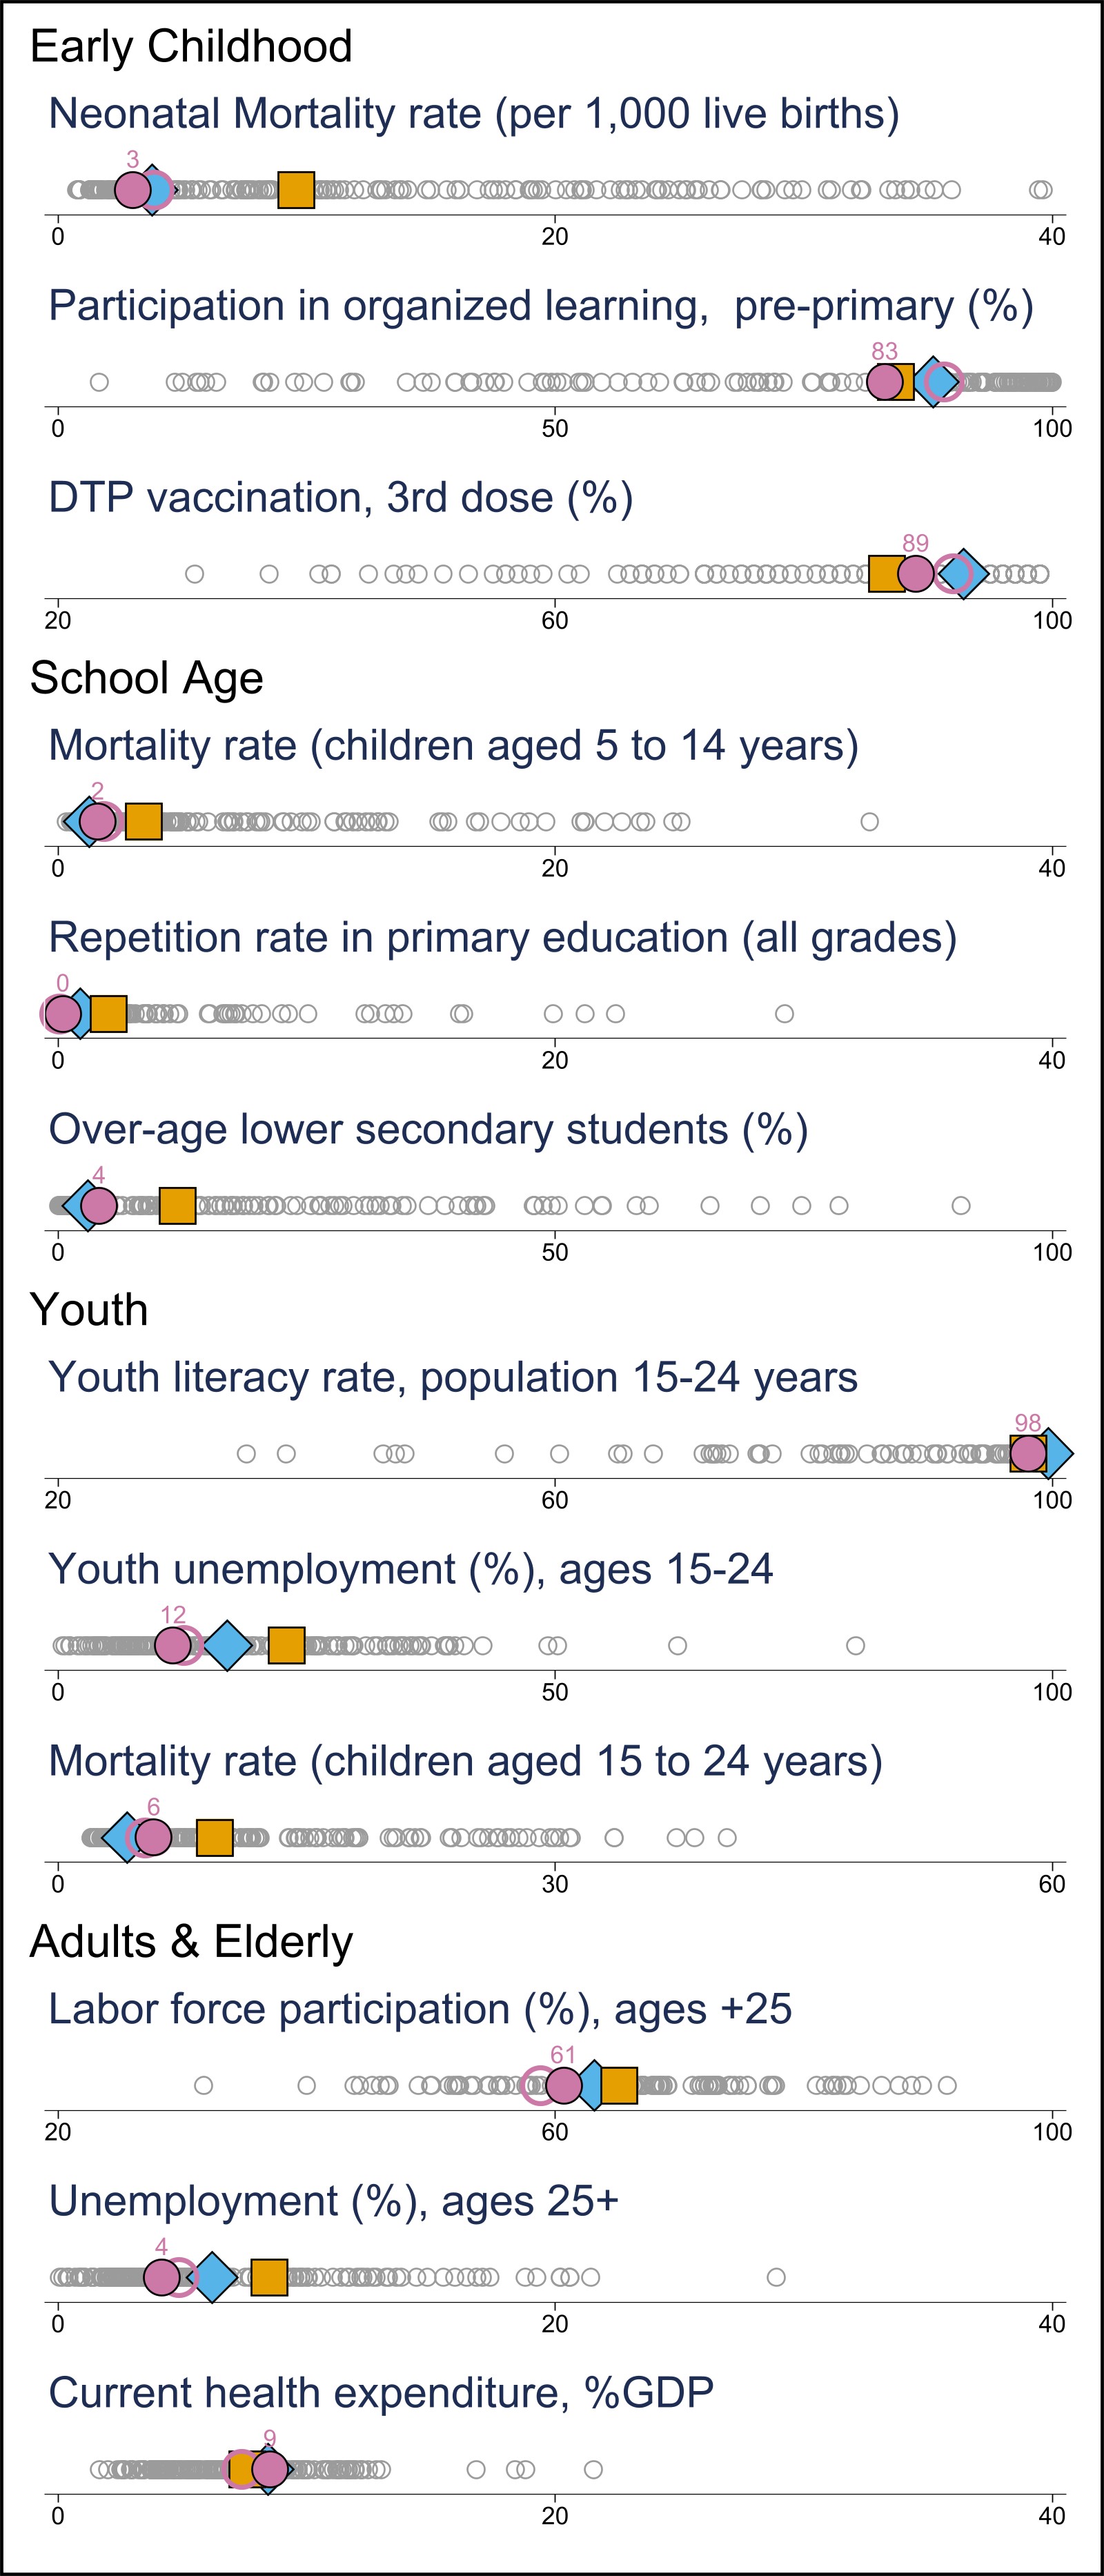 Early Childhood
Neonatal Mortality rate (per 1,000 live births)
3
0 20 40
Participation in organized learning,  pre-primary (%)
83
0 50 100
DTP vaccination, 3rd dose (%)
89
20 60 100
School Age
Mortality rate (children aged 5 to 14 years)
2
0 20 40
Repetition rate in primary education (all grades)
0
0 20 40
Over-age lower secondary students (%)
4
0 50 100
Youth
Youth literacy rate, population 15-24 years
98
20 60 100
Youth unemployment (%), ages 15-24
12
0 50 100
Mortality rate (children aged 15 to 24 years)
6
0 30 60
Adults & Elderly
Labor force participation (%), ages +25
61
20 60 100
Unemployment (%), ages 25+
4
0 20 40
Current health expenditure, %GDP
9
0 20 40